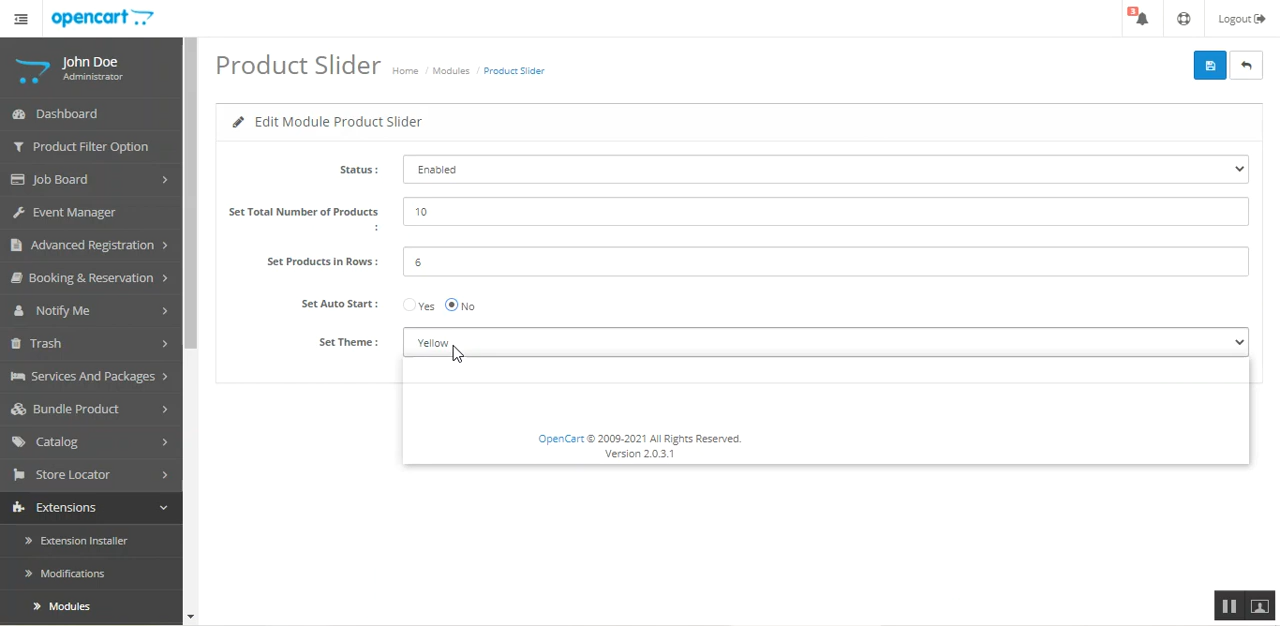 opencart
3
Logout
John Doe
Administrator
Product Slider
Home / Modules / Product Slider
Dashboard
Product Filter Option
Job Board
Event Manager
Advanced Registration
Booking & Reservation
Notify Me
Trash
Services And Packages
Bundle Product
Catalog
Store Locator
Extensions
Extension Installer
Modifications
Modules
Edit Module Product Slider
Status :
Enabled
Set Total Number of Products
:
10
Set Products in Rows :
6
Set Auto Start :
Yes No
Set Theme :
Yellow
OpenCart © 2009-2021 All Rights Reserved.
Version 2.0.3.1